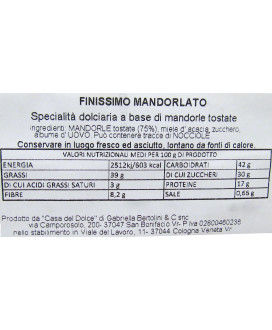 FINISSIMO MANDORLATO
Specialità dolciaria a base di mandorle tostate
Ingredienti: MANDORLE tostate (75%), miele d'acacia, zucchero,
albume d'UOVO. Può contenere tracce di NOCCIOLE
Conservare in luogo fresco ed asciutto, lontano da fonti di calore.
VALORI NUTRIZIONALI MEDI PER 100 g DI PRODOTTO
ENERGIA 2512kj/603 kcal CARBOIDRATI 42 g
GRASSI 39 g DI CUI ZUCCHERI 30 g
DI CUI ACIDI GRASSI SATURI 3 g PROTEINE 17 g
FIBRE 8,2 g SALE 0,66 g
Prodotto da "Casa del Dolce" di Gabriella Bertolini & C snc
via Camporosolo, 200- 37047 San Bonifacio Vr- P.iva 02800460236
nello stabilimento in Viale del Lavoro, 11- 37044 Cologna Veneta Vr